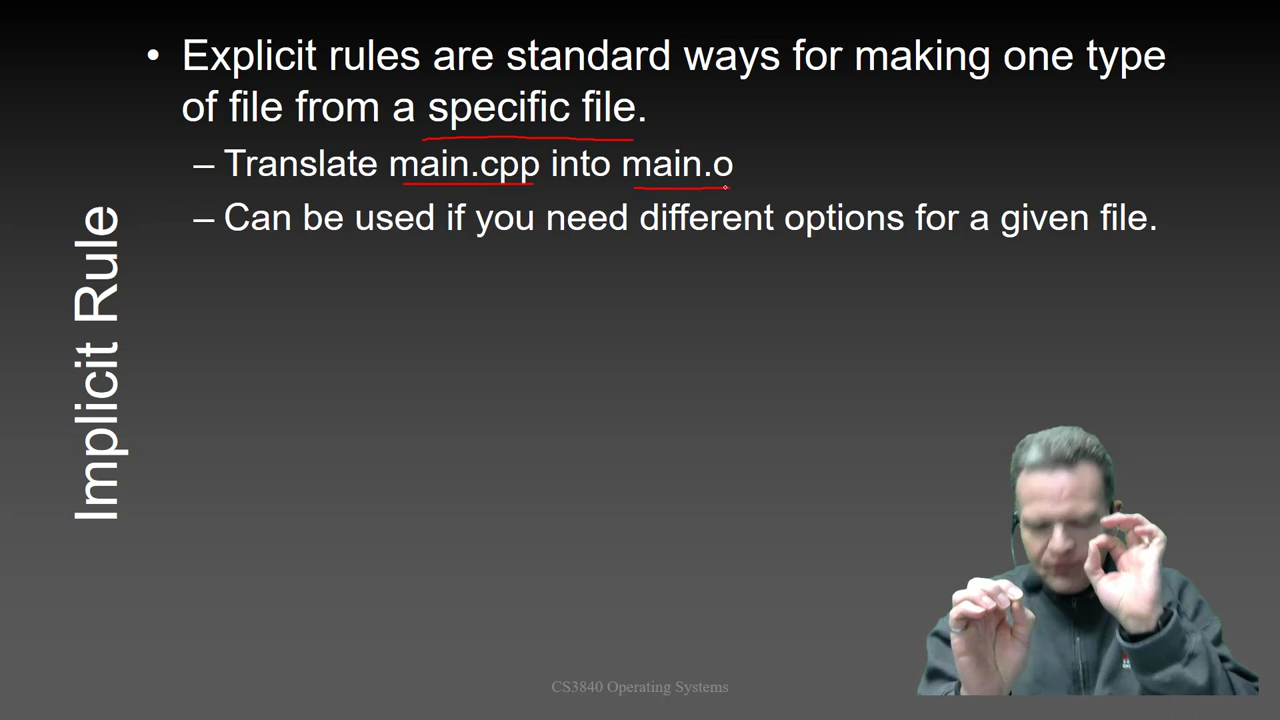 • Explicit rules are standard ways for making one type
of file from a specific file.
– Translate main.cpp into main.o
– Can be used if you need different options for a given file.
Implicit Rule
CS3840 Operating Systems